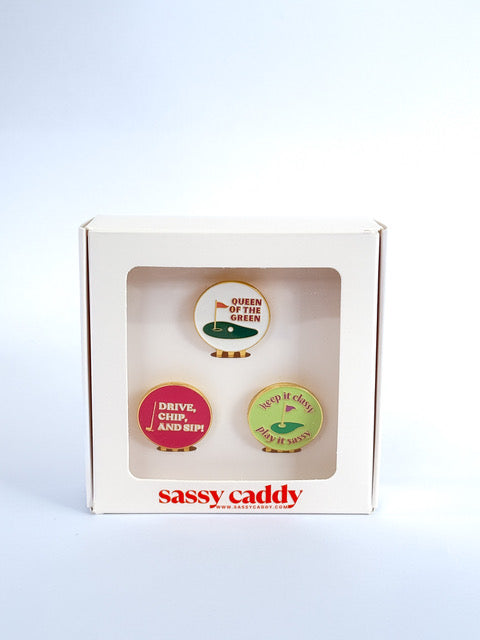 QUEEN
OF THE
GREEN
DRIVE,
CHIP,
AND SIP!
keep it classy
play it sassy
sassy caddy
WWW.SASSYCADDY.COM